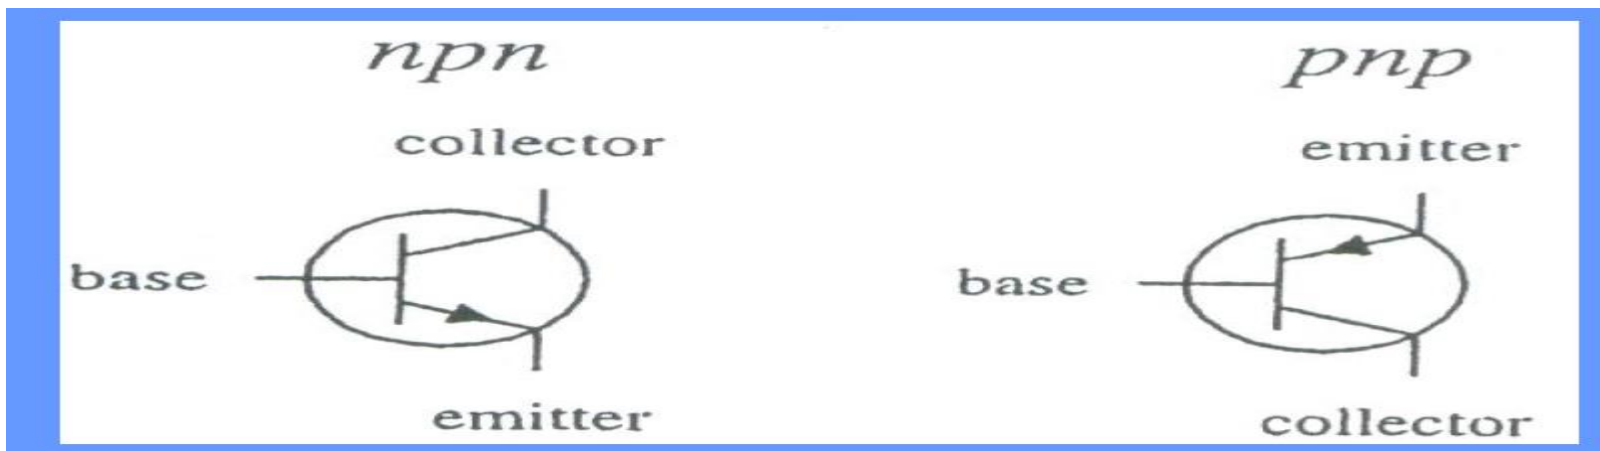 npn
collector
base
emitter
pnp
emitter
base
collector